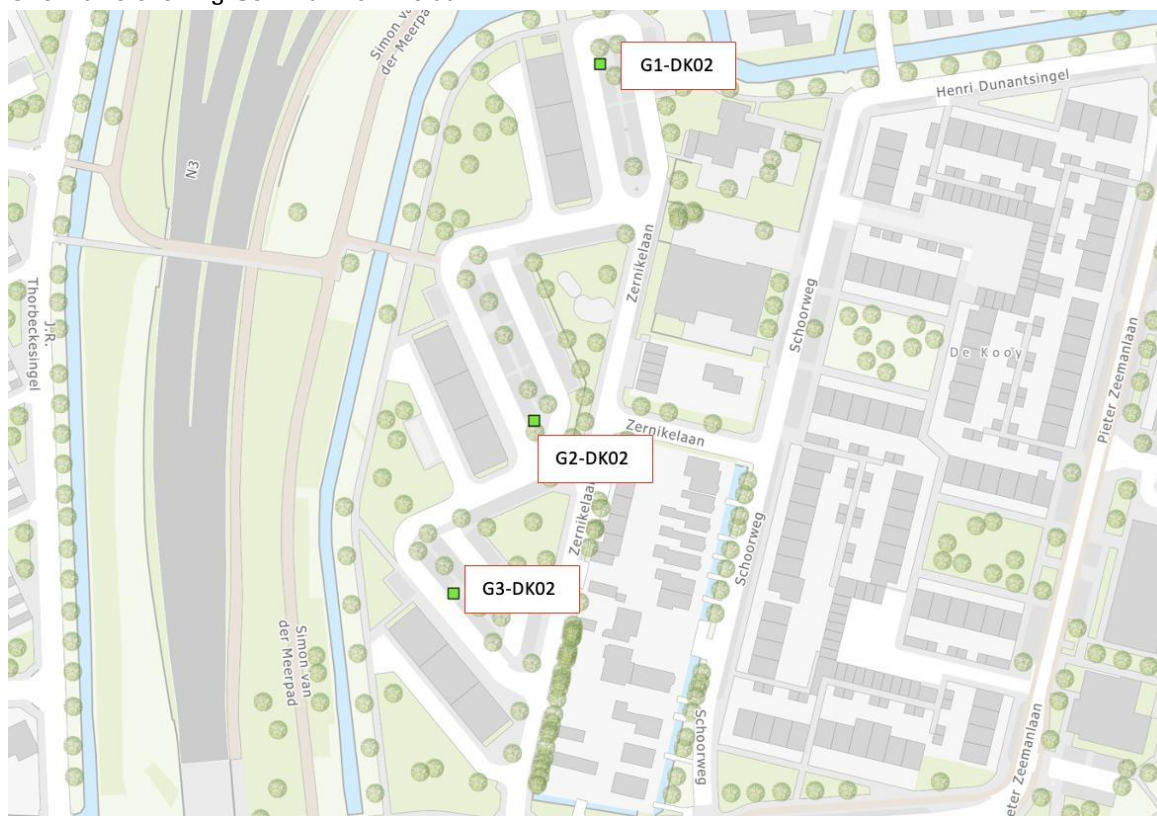 Simon van
der Meerpad
G1-DK02
Henri Dunantsingel
N3
Zernikelaan
Schoorweg
J.R.
Thorbeckesingel
De Kooy
Pieter Zeemanlaan
Zernikelaan
G2-DK02
Zernikelaan
Schoorweg
G3-DK02
Simon van
der Meerpad
Schoorweg
eter Zeemanlaan